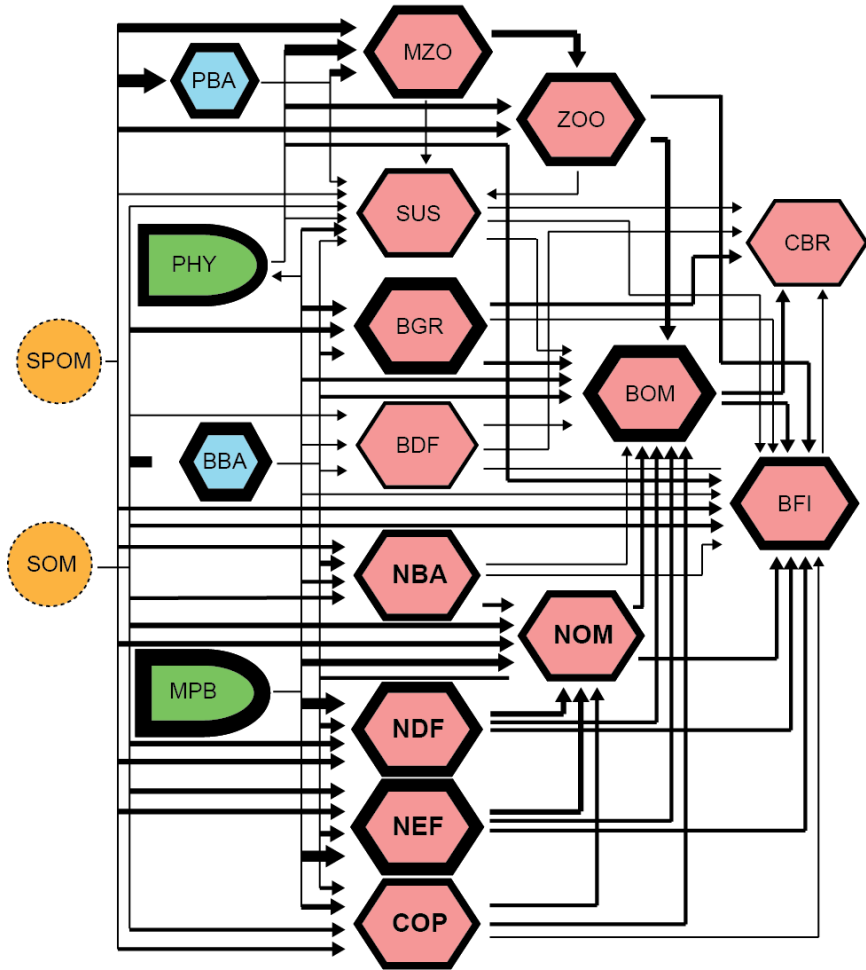 MZO
PBA
ZOO
SUS
CBR
PHY
BGR
SPOM
BOM
BDF
BBA
BFI
SOM
NBA
NOM
MPB
NDF
NEF
COP